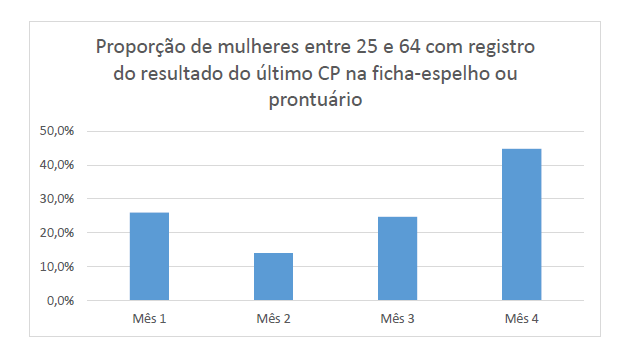 Proporção de mulheres entre 25 e 64 com registro
do resultado do último CP na ficha-espelho ou
prontuário
50,0%
40,0%
30,0%
20,0%
10,0%
0,0%
Mês 1 Mês 2 Mês 3 Mês 4